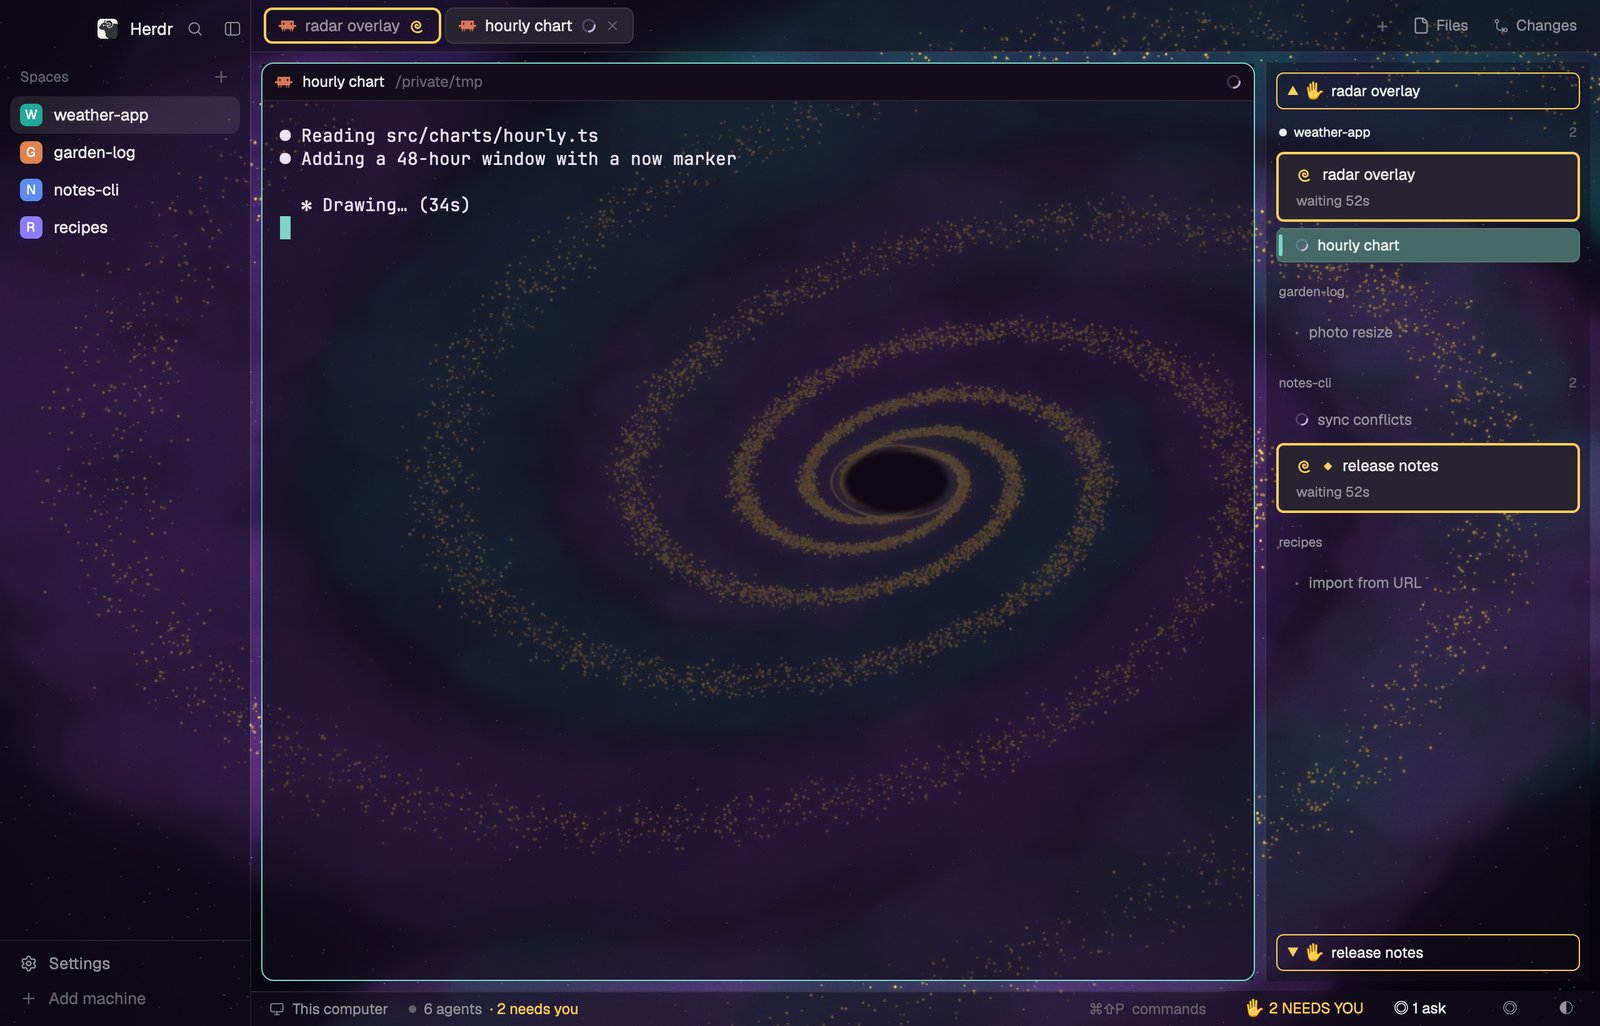 Herdr
Spaces
W weather-app
G garden-log
N notes-cli
R recipes
Settings
Add machine
radar overlay
hourly chart
Files
Changes
hourly chart /private/tmp
Reading src/charts/hourly.ts
Adding a 48-hour window with a now marker
✻ Drawing… (34s)
radar overlay
weather-app 2
radar overlay
waiting 52s
hourly chart
garden-log
photo resize
notes-cli 2
sync conflicts
release notes
waiting 52s
recipes
import from URL
release notes
This computer
6 agents · 2 needs you
⌘⇧P commands
2 NEEDS YOU
1 ask